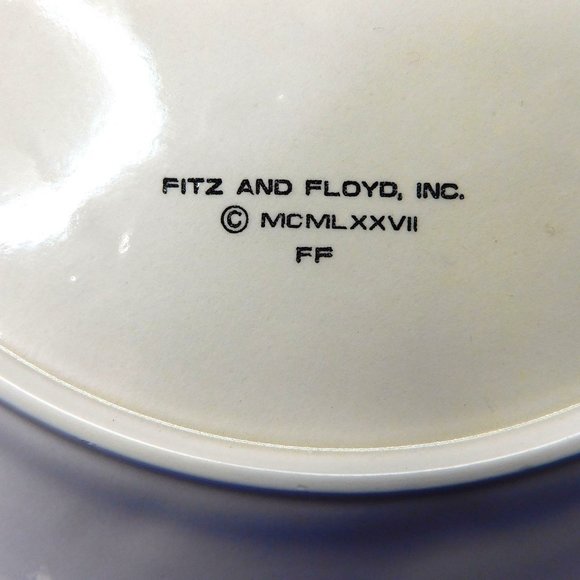 FITZ AND FLOYD, INC.
© MCMLXXVII
FF